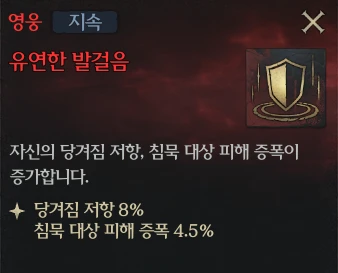 영웅 지속
유연한 발걸음
자신의 당겨짐 저항, 침묵 대상 피해 증폭이
증가합니다.
당겨짐 저항 8%
침묵 대상 피해 증폭 4.5%